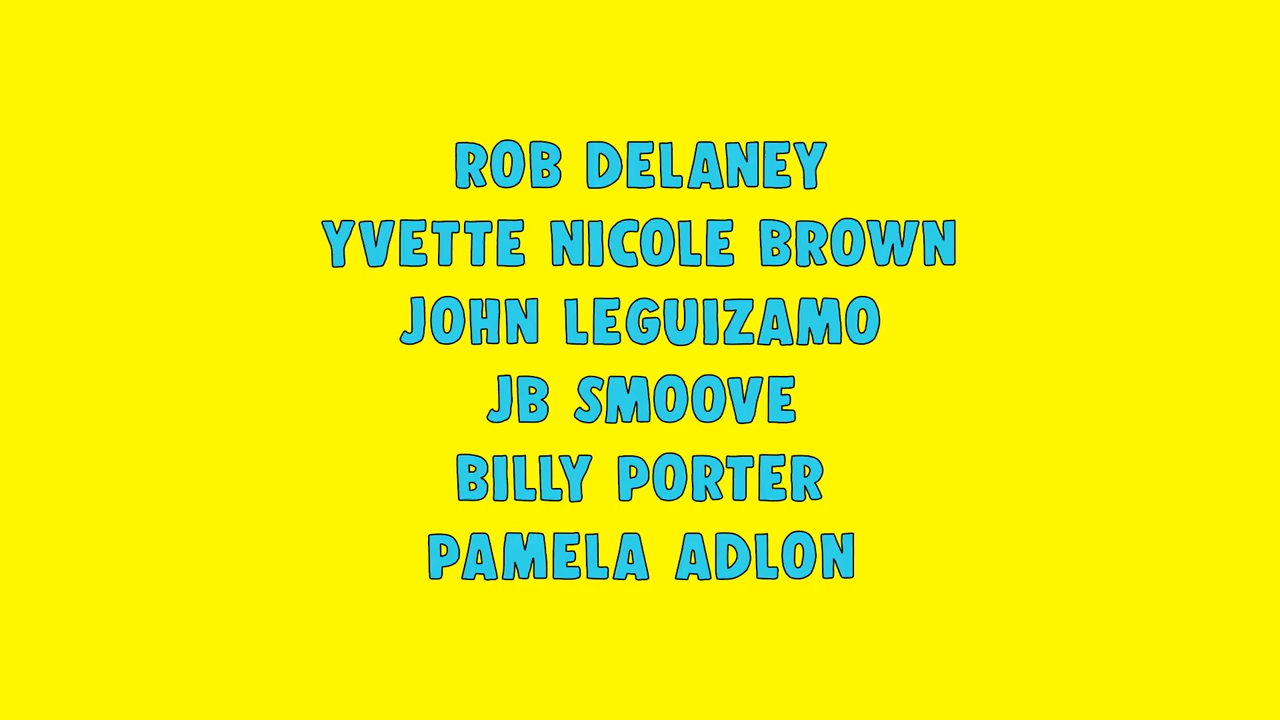 ROB DELANEY
YVETTE NICOLE BROWN
JOHN LEGUIZAMO
JB SMOOVE
BILLY PORTER
PAMELA ADLON